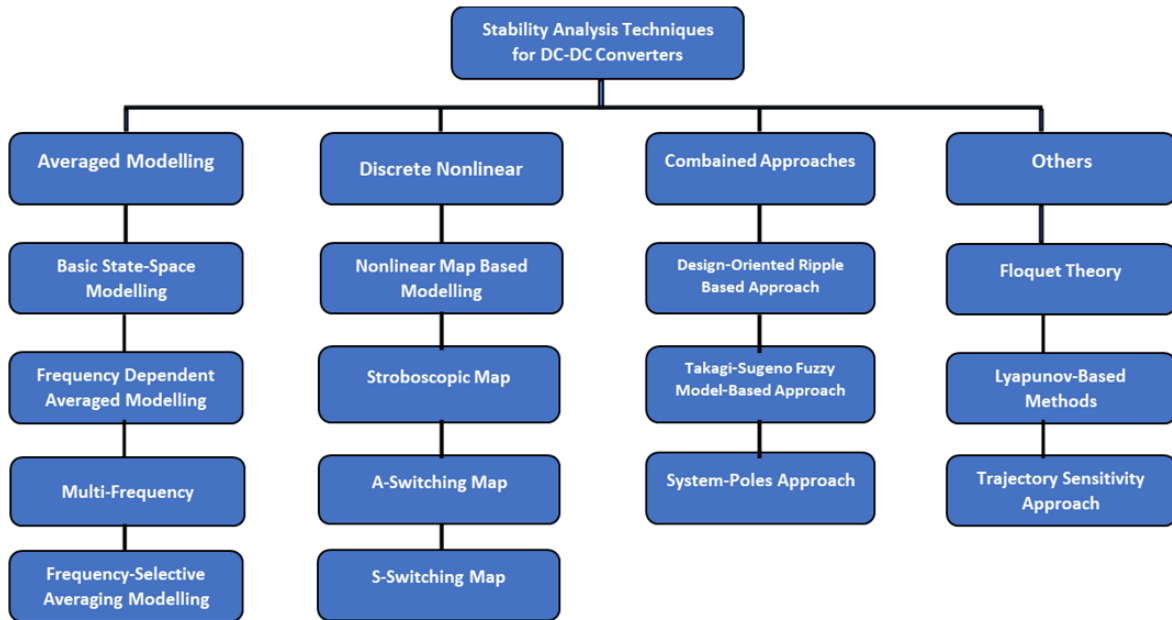 Stability Analysis Techniques
for DC-DC Converters
Averaged Modelling
Discrete Nonlinear
Combained Approaches
Others
Basic State-Space
Modelling
Nonlinear Map Based
Modelling
Design-Oriented Ripple
Based Approach
Floquet Theory
Frequency Dependent
Averaged Modelling
Stroboscopic Map
Takagi-Sugeno Fuzzy
Model-Based Approach
Lyapunov-Based
Methods
Multi-Frequency
A-Switching Map
System-Poles Approach
Trajectory Sensitivity
Approach
Frequency-Selective
Averaging Modelling
S-Switching Map